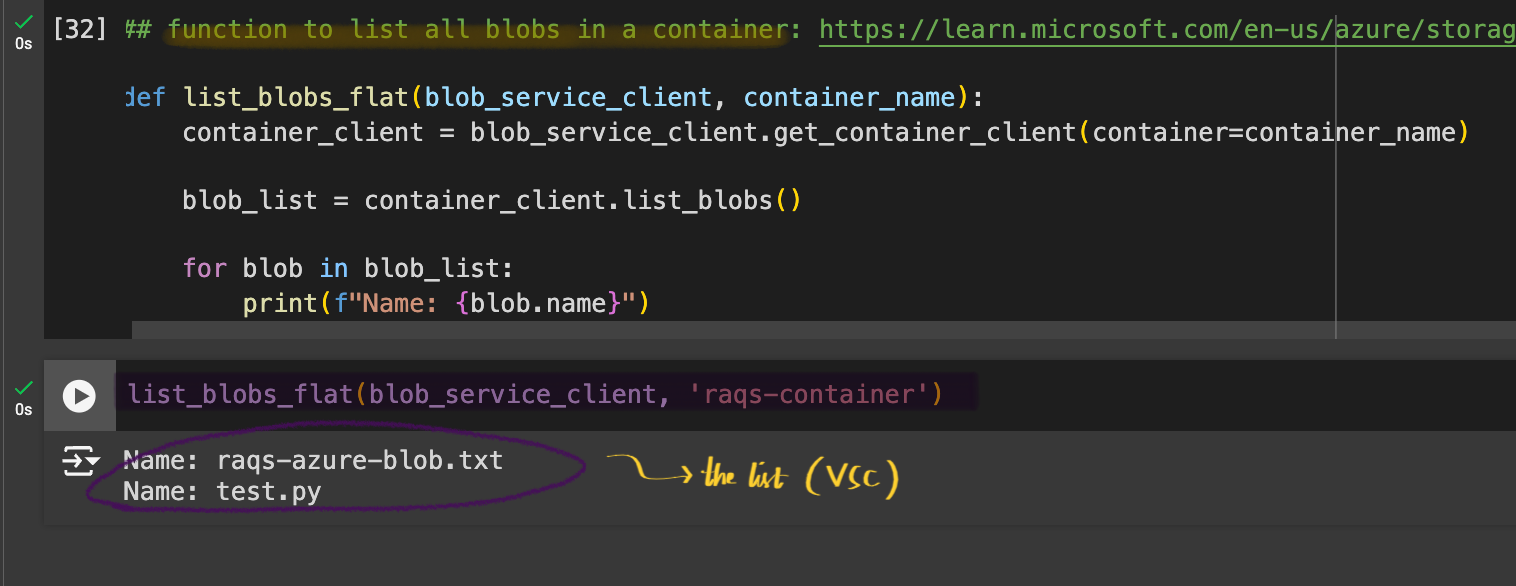 [32] ## function to list all blobs in a container: https://learn.microsoft.com/en-us/azure/storag
0s
def list_blobs_flat(blob_service_client, container_name):
container_client = blob_service_client.get_container_client(container=container_name)
blob_list = container_client.list_blobs()
for blob in blob_list:
print(f"Name: {blob.name}")
list_blobs_flat(blob_service_client, 'raqs-container')
0s
Name: raqs-azure-blob.txt
Name: test.py
the list (VSC)